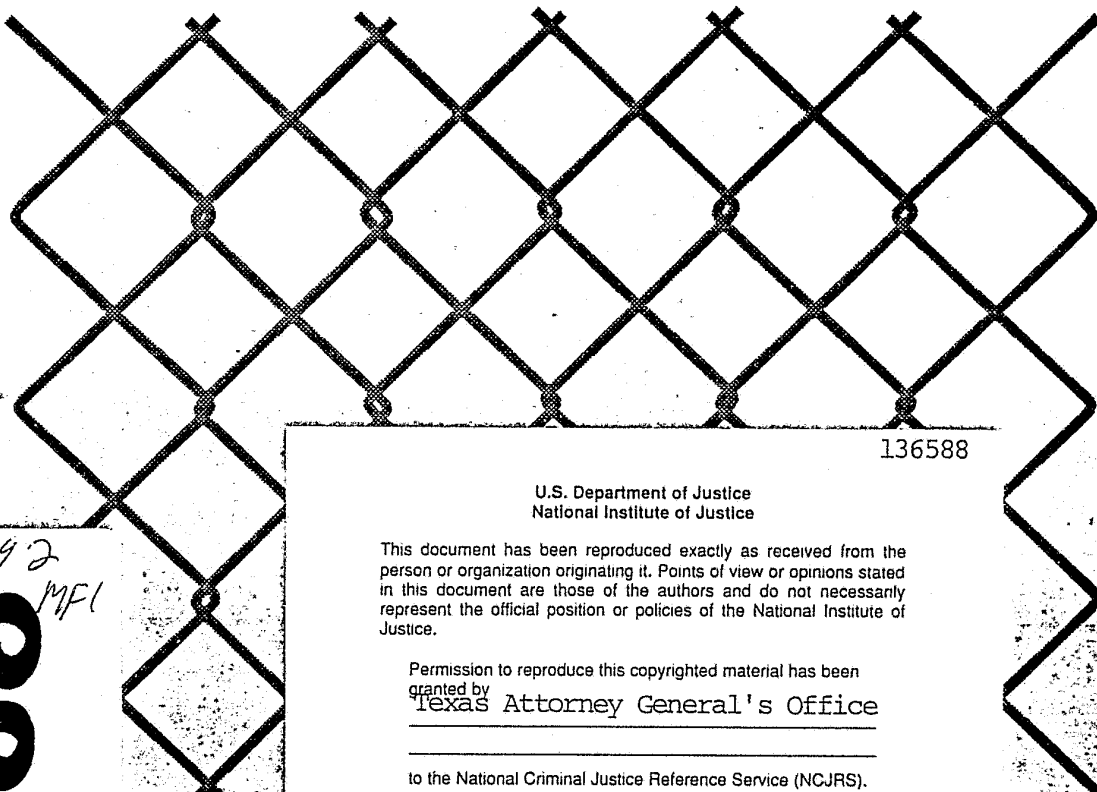 136588
U.S. Department of Justice
National Institute of Justice
This document has been reproduced exactly as received from the
person or organization originating it. Points of view or opinions stated
in this document are those of the authors and do not necessarily
represent the official position or policies of the National Institute of
Justice.
Permission to reproduce this copyrighted material has been
granted by
Texas Attorney General's Office
to the National Criminal Justice Reference Service (NCJRS).
MFI